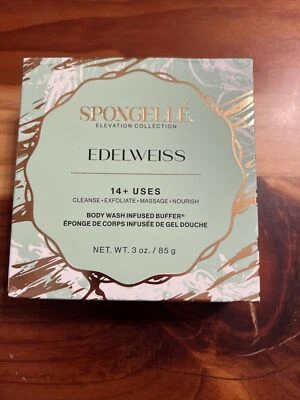 SPONGELLÉ.
ELEVATION COLLECTION
EDELWEISS
14+ USES
CLEANSE•EXFOLIATE•MASSAGE•NOURISH
BODY WASH INFUSED BUFFER®
ÉPONGE DE CORPS INFUSÉE DE GEL DOUCHE
NET. WT. 3 oz. / 85 g